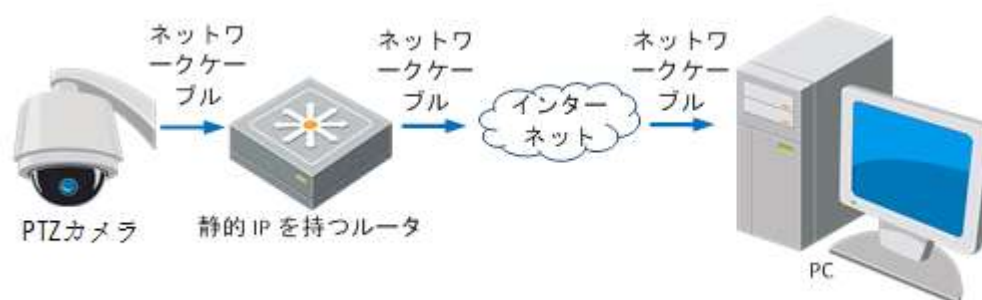 ネットワ
ークケー
ブル
ネットワ
ークケー
ブル
ネットワ
ークケー
ブル
インター
ネット
PTZカメラ
静的 IP を持つルータ
PC